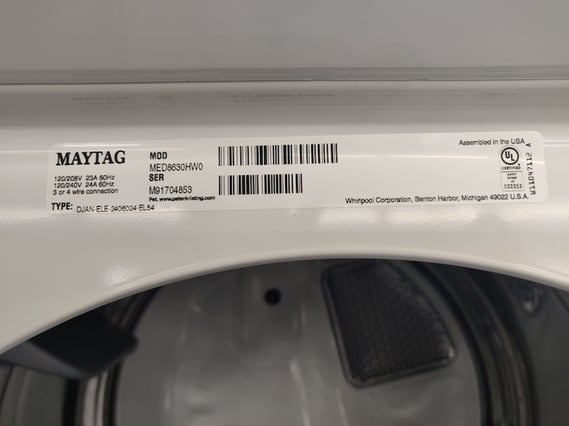 MAYTAG
120/208V 23A 60Hz
120/240V 24A 60Hz
3 or 4 wire connection
TYPE: DJAN-ELE-2406024-EL54
MOD
MED8630HW0
SER
M91704853
Pat. www.patent-listing.com
Assembled in the USA
UL
Whirlpool Corporation, Benton Harbor, Michigan 49022 U.S.A.